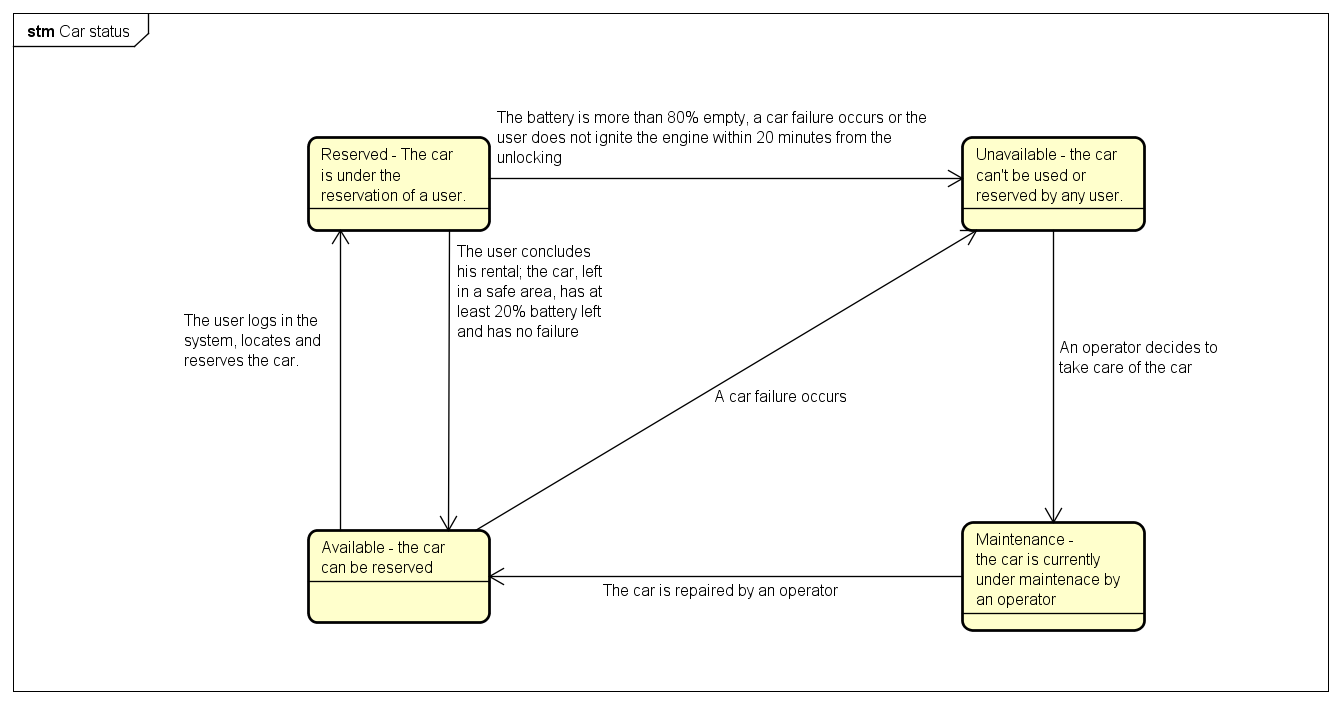 stm Car status
The battery is more than 80% empty, a car failure occurs or the
user does not ignite the engine within 20 minutes from the
unlocking
Reserved - The car
is under the
reservation of a user.
Unavailable - the car
can't be used or
reserved by any user.
The user concludes
his rental; the car, left
in a safe area, has at
least 20% battery left
and has no failure
The user logs in the
system, locates and
reserves the car.
An operator decides to
take care of the car
A car failure occurs
Available - the car
can be reserved
Maintenance -
the car is currently
under maintenace by
an operator
The car is repaired by an operator